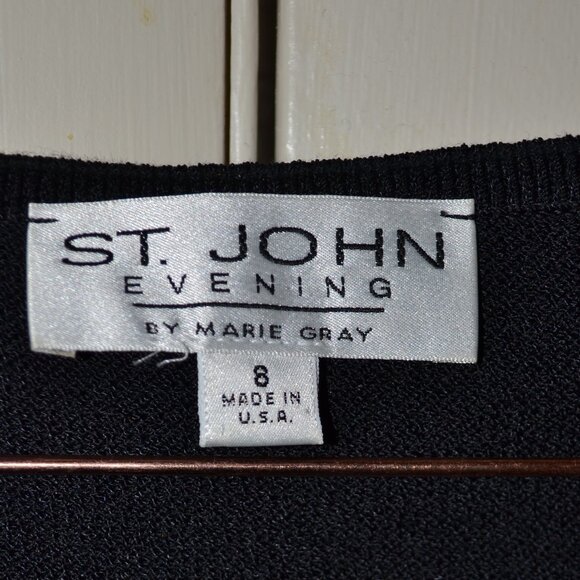 ST. JOHN
EVENING
BY MARIE GRAY
8
MADE IN
U.S.A.